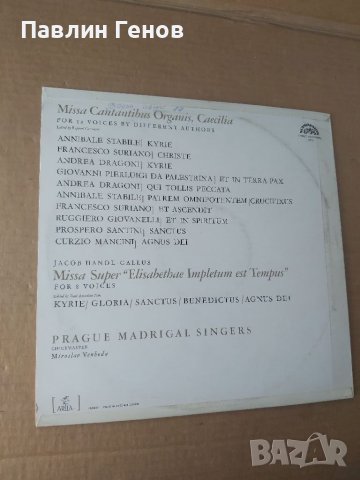 Павлин Генов
Missa Cantantibus Organis, Caecilia
FOR 12 VOICES BY DIFFERENT AUTHORS
ANNIBALE STABILE/ KYRIE
FRANCESCO SURIANO/ CHRISTE
ANDREA DRAGONI/ KYRIE
GIOVANNI PIERLUIGI DA PALESTRINA/ ET IN TERRA PAX
ANDREA DRAGONI/ QUI TOLLIS PECCATA
ANNIBALE STABILE/ PATREM OMNIPOTENTEM/CRUCIFIXUS
FRANCESCO SURIANO/ ET ASCENDIT
RUGGIERO GIOVANELLI/ ET IN SPIRITUM
PROSPERO SANTINI/ SANCTUS
CURZIO MANCINI/ AGNUS DEI
JACOB HANDL-GALLUS
Missa Super "Elisabethae Impletum est Tempus"
FOR 8 VOICES
KYRIE/ GLORIA/ SANCTUS/ BENEDICTUS/ AGNUS DEI
PRAGUE MADRIGAL SINGERS
CHOIRMASTER
Miroslav Venhoda
ARTIA
BAZAR